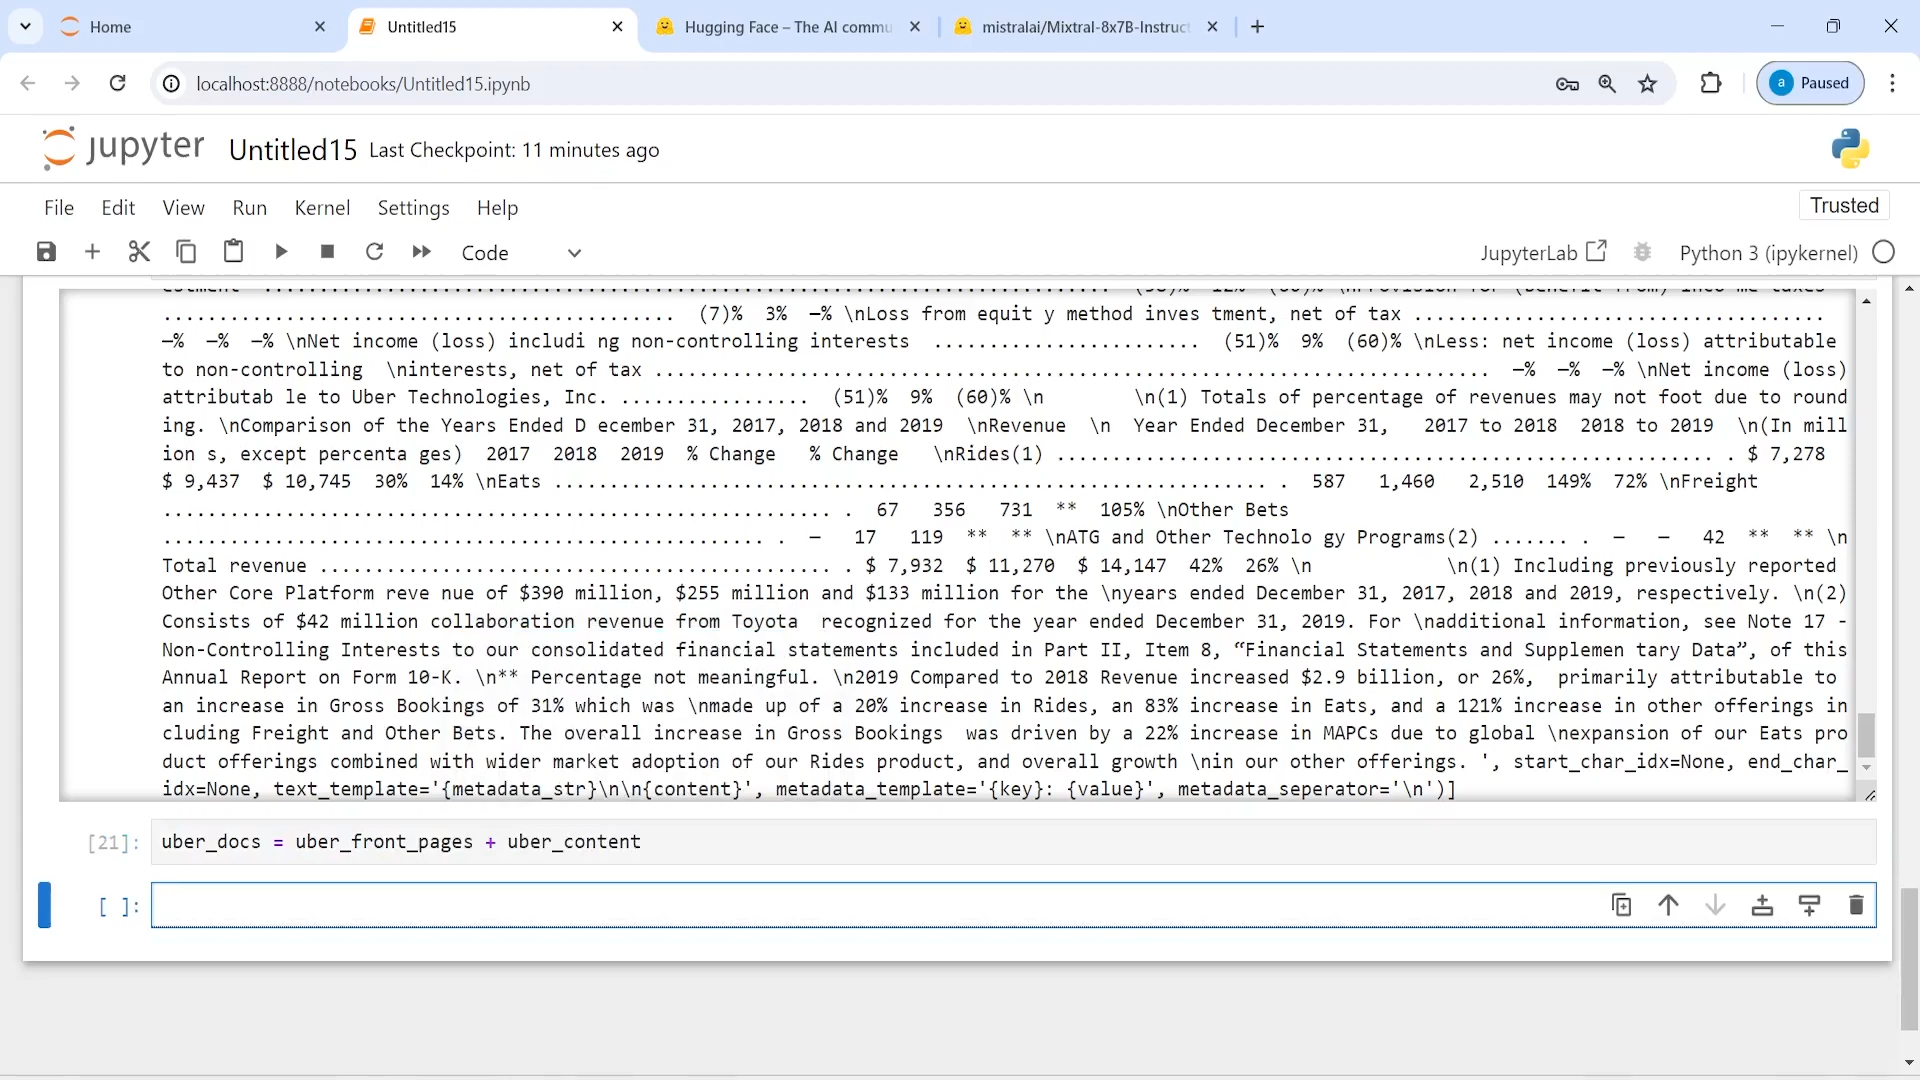 Home
Untitled15
Hugging Face – The AI commu
mistralai/Mixtral-8x7B-Instruct
localhost:8888/notebooks/Untitled15.ipynb
a Paused
jupyter Untitled15 Last Checkpoint: 11 minutes ago
File Edit View Run Kernel Settings Help
Trusted
Code
JupyterLab
Python 3 (ipykernel)
.............................................. (7)% 3% —% \nLoss from equit y method inves tment, net of tax .....................................
—% —% —% \nNet income (loss) includi ng non-controlling interests ........................ (51)% 9% (60)% \nLess: net income (loss) attributable
to non-controlling \ninterests, net of tax ........................................................................... —% —% —% \nNet income (loss)
attributab le to Uber Technologies, Inc. ................. (51)% 9% (60)% \n \n(1) Totals of percentage of revenues may not foot due to round
ing. \nComparison of the Years Ended D ecember 31, 2017, 2018 and 2019 \nRevenue \n Year Ended December 31, 2017 to 2018 2018 to 2019 \n(In mill
ion s, except percenta ges) 2017 2018 2019 % Change % Change \nRides(1) ............................................................. . $ 7,278
$ 9,437 $ 10,745 30% 14% \nEats ................................................................. . 587 1,460 2,510 149% 72% \nFreight
............................................................ . 67 356 731 ** 105% \nOther Bets
...................................................... . — 17 119 ** ** \nATG and Other Technolo gy Programs(2) ....... . — — 42 ** ** \n
Total revenue .............................................. . $ 7,932 $ 11,270 $ 14,147 42% 26% \n \n(1) Including previously reported
Other Core Platform reve nue of $390 million, $255 million and $133 million for the \nyears ended December 31, 2017, 2018 and 2019, respectively. \n(2)
Consists of $42 million collaboration revenue from Toyota recognized for the year ended December 31, 2019. For \nadditional information, see Note 17 -
Non-Controlling Interests to our consolidated financial statements included in Part II, Item 8, “Financial Statements and Supplemen tary Data”, of this
Annual Report on Form 10-K. \n** Percentage not meaningful. \n2019 Compared to 2018 Revenue increased $2.9 billion, or 26%, primarily attributable to
an increase in Gross Bookings of 31% which was \nmade up of a 20% increase in Rides, an 83% increase in Eats, and a 121% increase in other offerings in
cluding Freight and Other Bets. The overall increase in Gross Bookings was driven by a 22% increase in MAPCs due to global \nexpansion of our Eats pro
duct offerings combined with wider market adoption of our Rides product, and overall growth \nin our other offerings. ', start_char_idx=None, end_char_
idx=None, text_template='{metadata_str}\n\n{content}', metadata_template='{key}: {value}', metadata_seperator='\n')]
[21]: uber_docs = uber_front_pages + uber_content
[ ]: